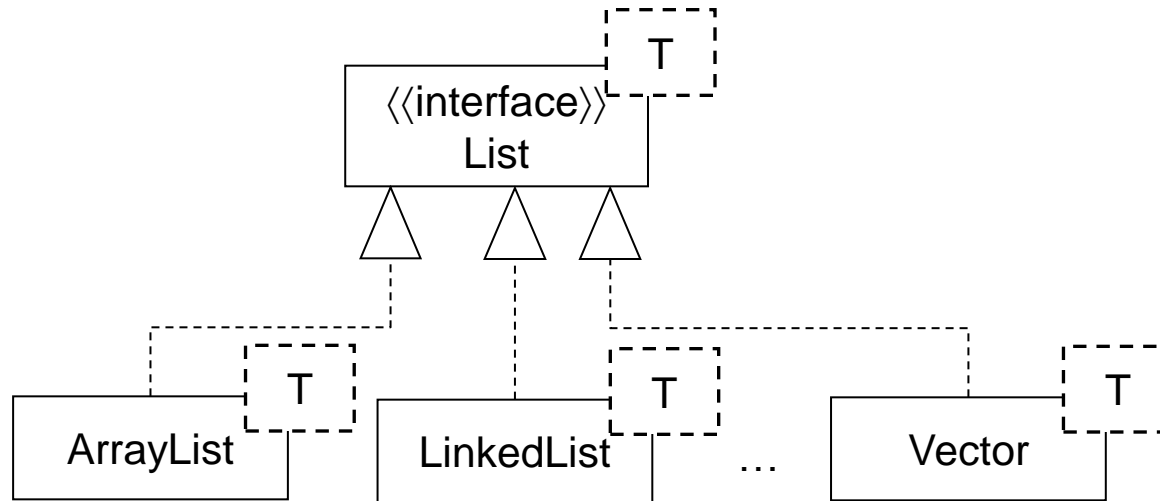 T
⟨⟨interface⟩⟩
List
T
T
T
ArrayList
LinkedList
...
Vector